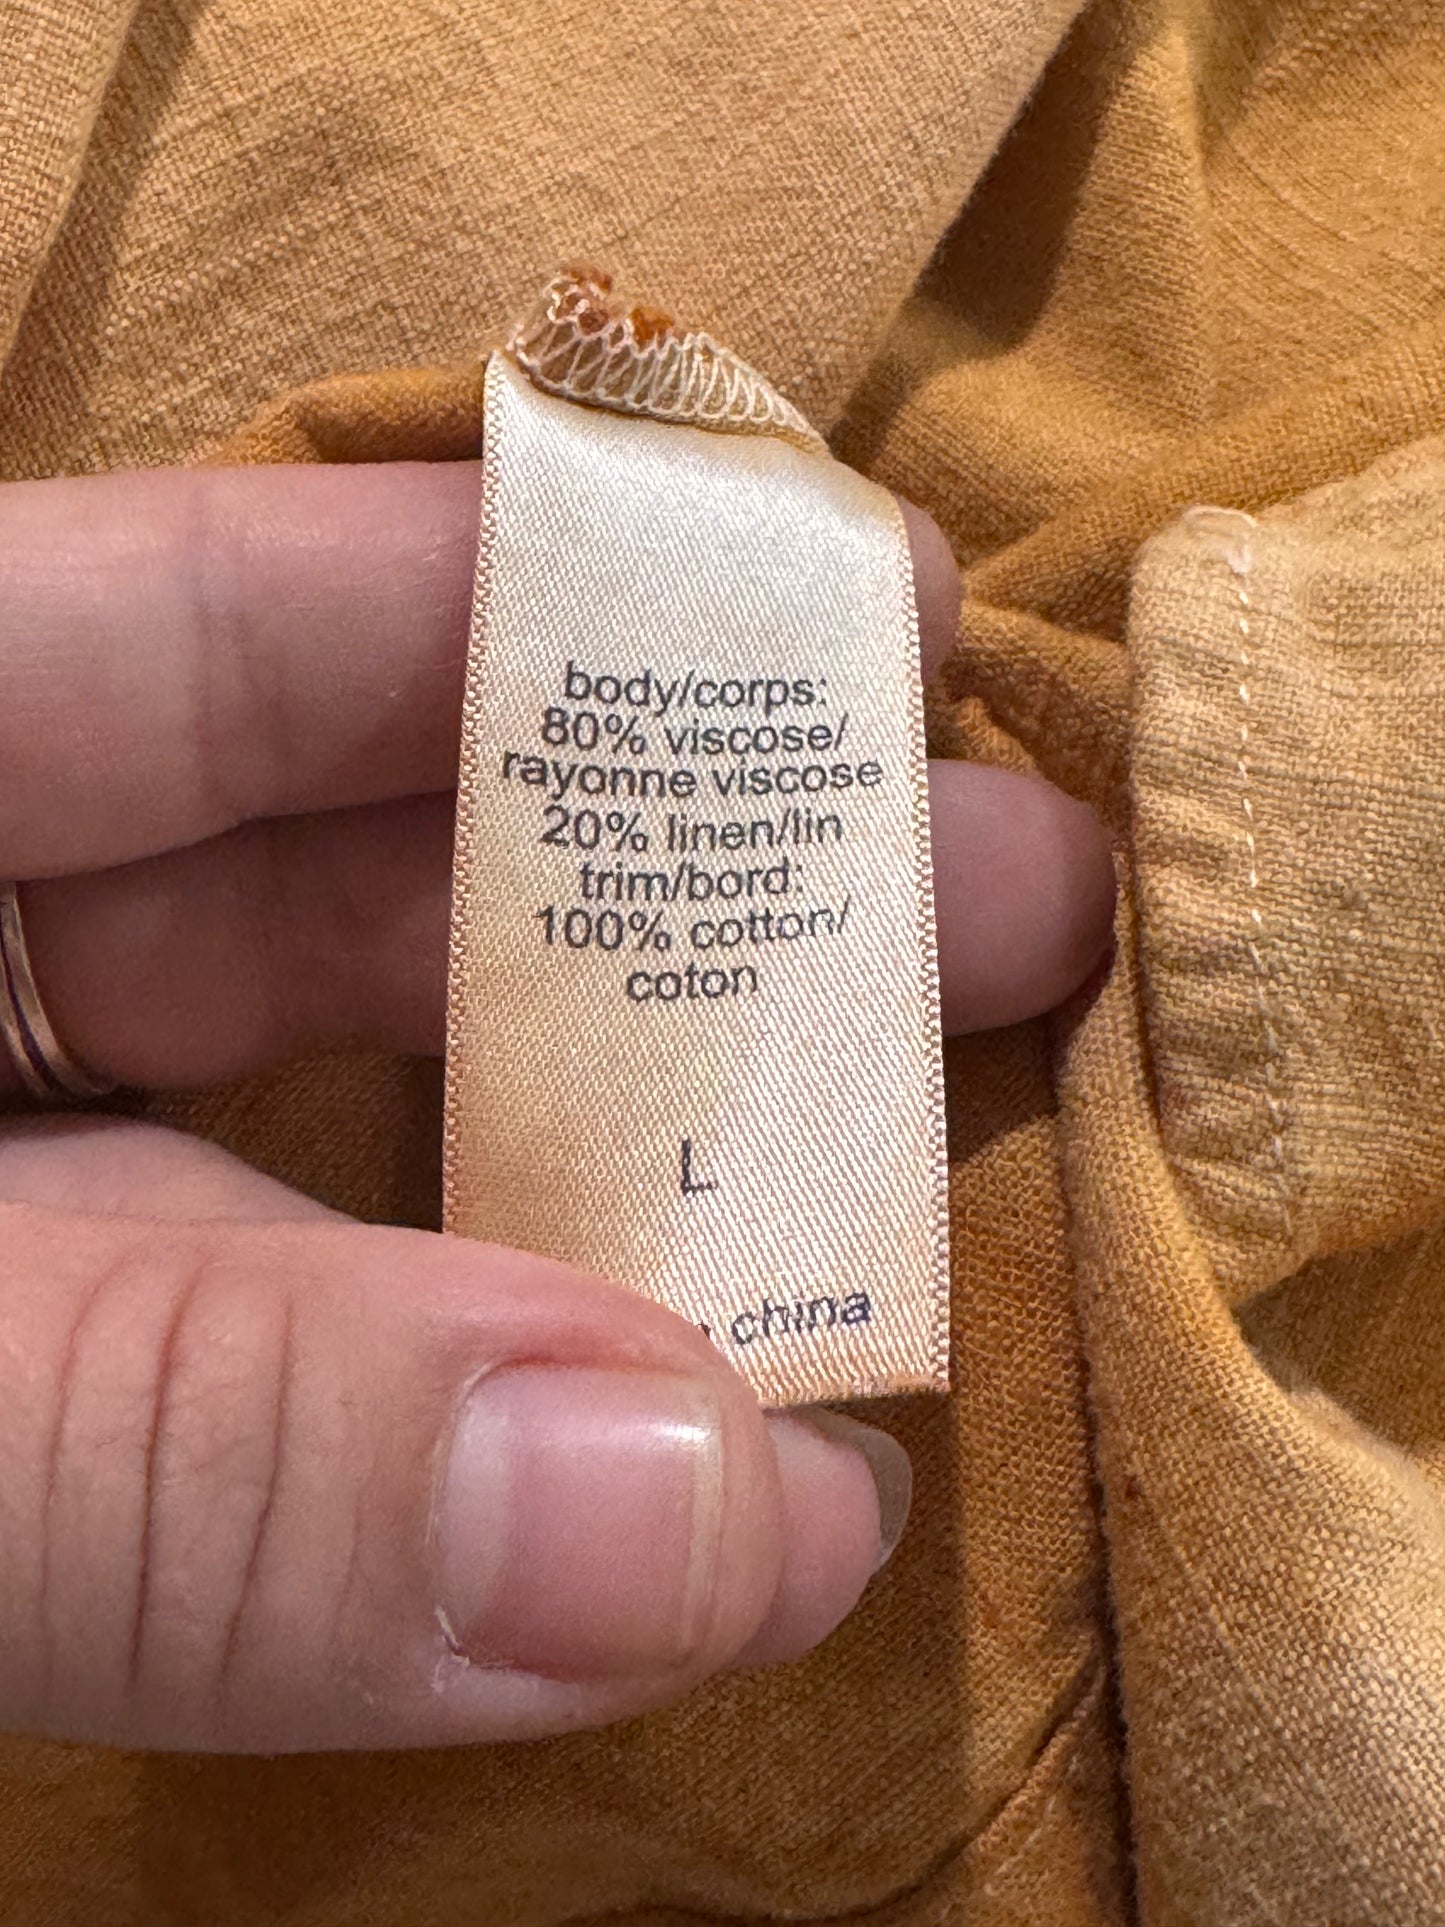 body/corps:
80% viscose/
rayonne viscose
20% linen/lin
trim/bord:
100% cotton/
coton
L
china